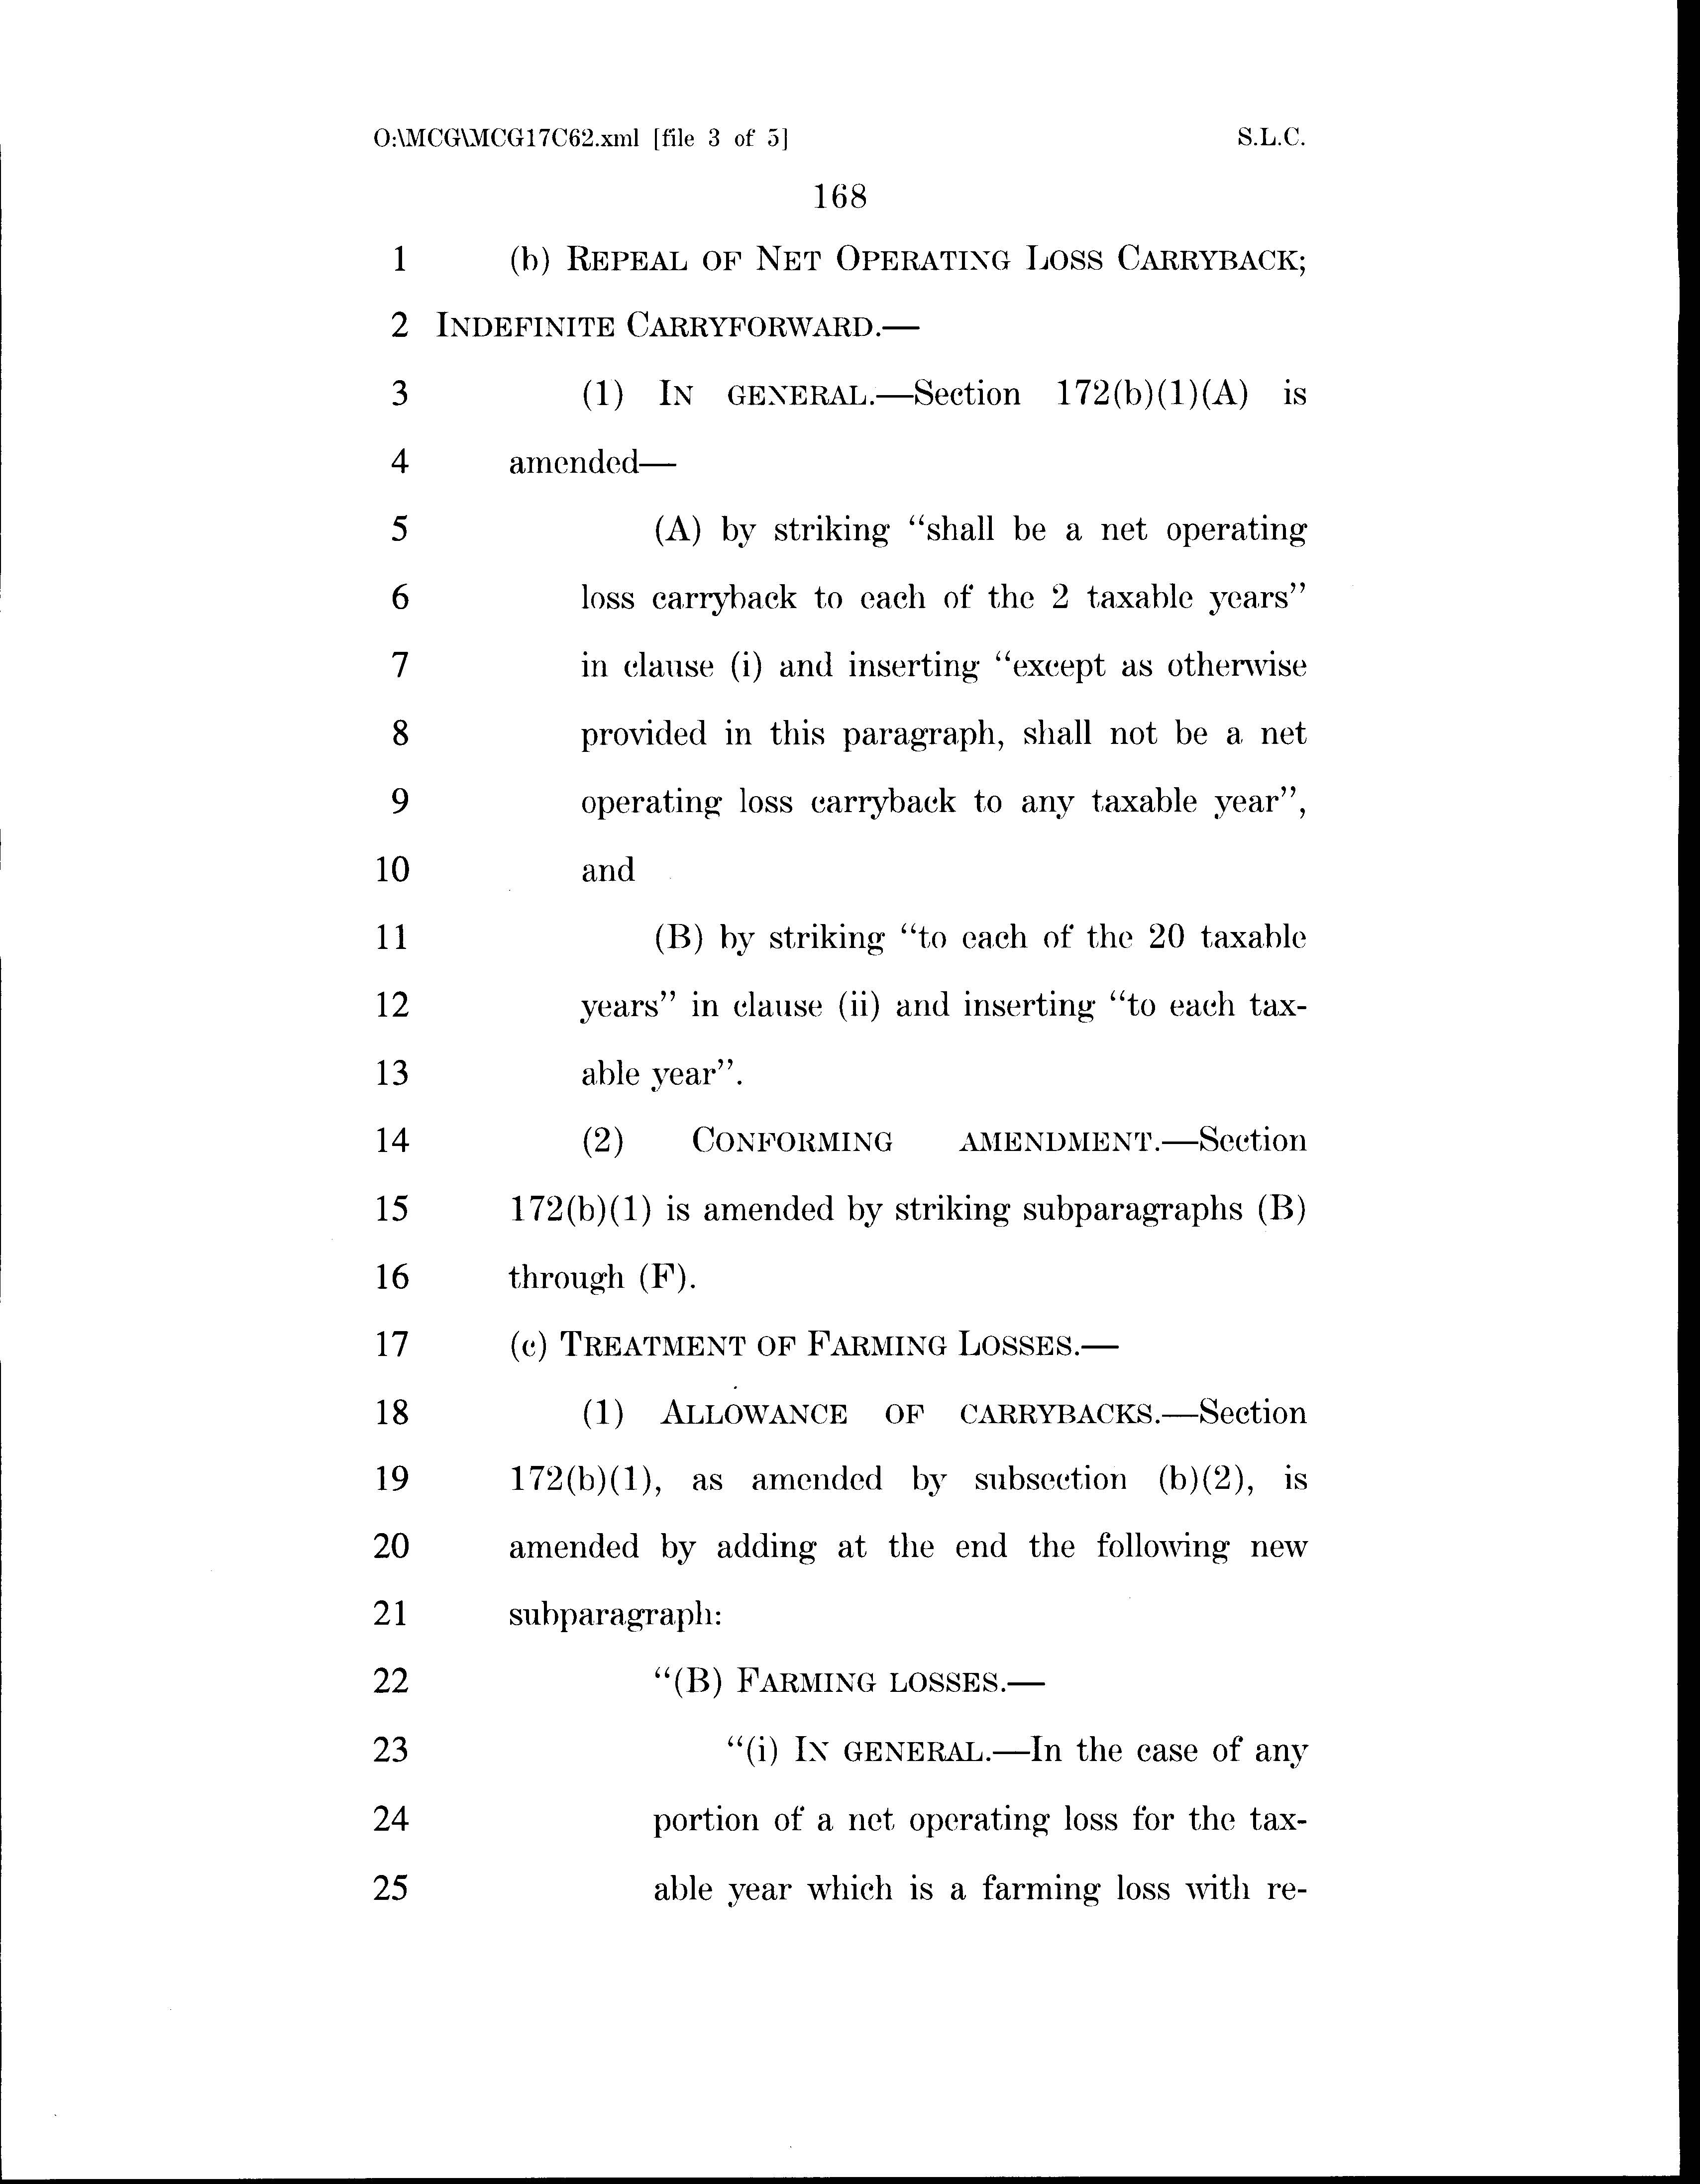 O:\MCG\MCG17C62.xml [file 3 of 5] S.L.C.
168
1 (b) REPEAL OF NET OPERATING LOSS CARRYBACK;
2 INDEFINITE CARRYFORWARD.—
3 (1) IN GENERAL.—Section 172(b)(1)(A) is
4 amended—
5 (A) by striking “shall be a net operating
6 loss carryback to each of the 2 taxable years”
7 in clause (i) and inserting “except as otherwise
8 provided in this paragraph, shall not be a net
9 operating loss carryback to any taxable year”,
10 and
11 (B) by striking “to each of the 20 taxable
12 years” in clause (ii) and inserting “to each tax-
13 able year”.
14 (2) CONFORMING AMENDMENT.—Section
15 172(b)(1) is amended by striking subparagraphs (B)
16 through (F).
17 (c) TREATMENT OF FARMING LOSSES.—
18 (1) ALLOWANCE OF CARRYBACKS.—Section
19 172(b)(1), as amended by subsection (b)(2), is
20 amended by adding at the end the following new
21 subparagraph:
22 “(B) FARMING LOSSES.—
23 “(i) IN GENERAL.—In the case of any
24 portion of a net operating loss for the tax-
25 able year which is a farming loss with re-